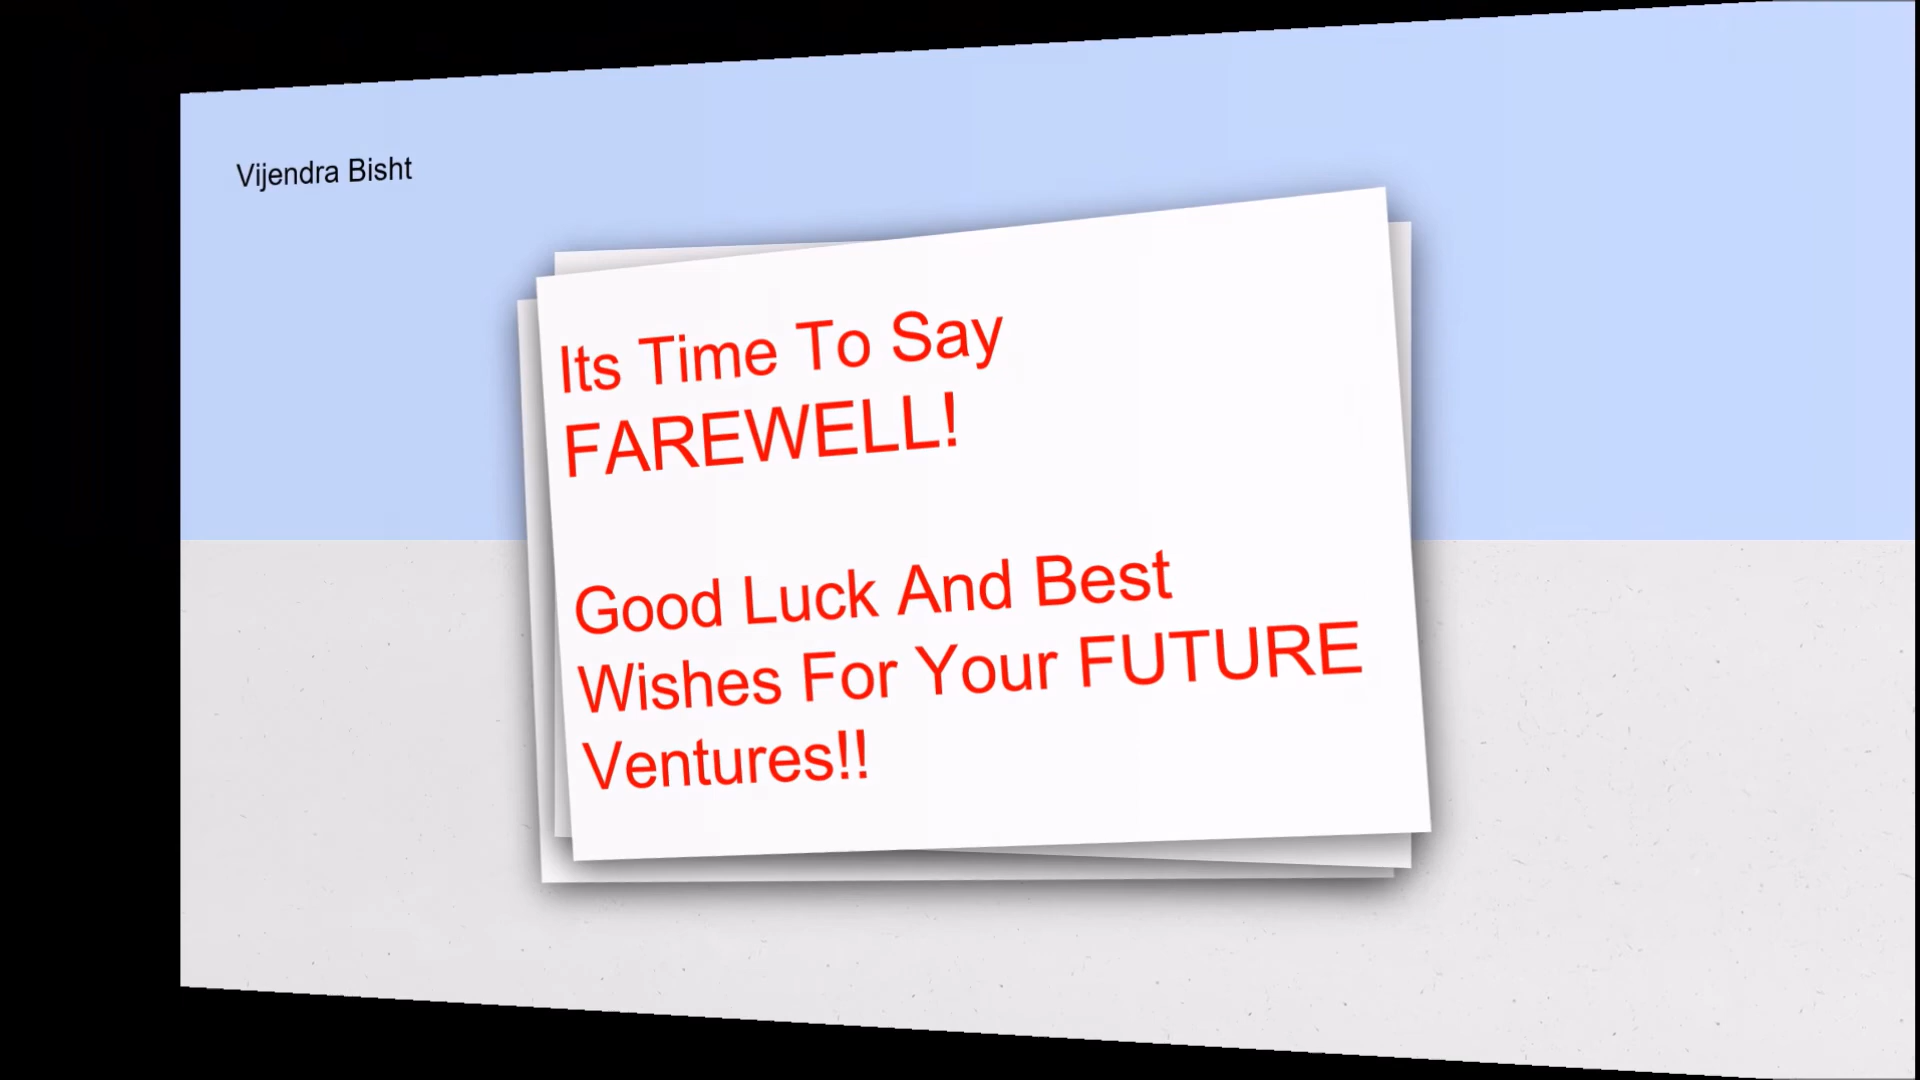 Vijendra Bisht
Its Time To Say
FAREWELL!
Good Luck And Best
Wishes For Your FUTURE
Ventures!!